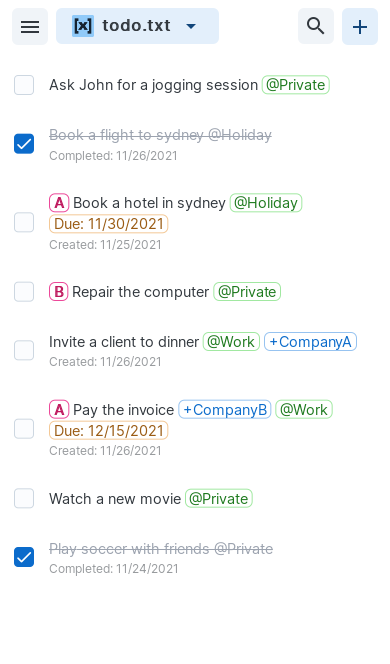 [x] todo.txt
Ask John for a jogging session @Private
Book a flight to sydney @Holiday
Completed: 11/26/2021
A Book a hotel in sydney @Holiday
Due: 11/30/2021
Created: 11/25/2021
B Repair the computer @Private
Invite a client to dinner @Work +CompanyA
Created: 11/26/2021
A Pay the invoice +CompanyB @Work
Due: 12/15/2021
Created: 11/26/2021
Watch a new movie @Private
Play soccer with friends @Private
Completed: 11/24/2021